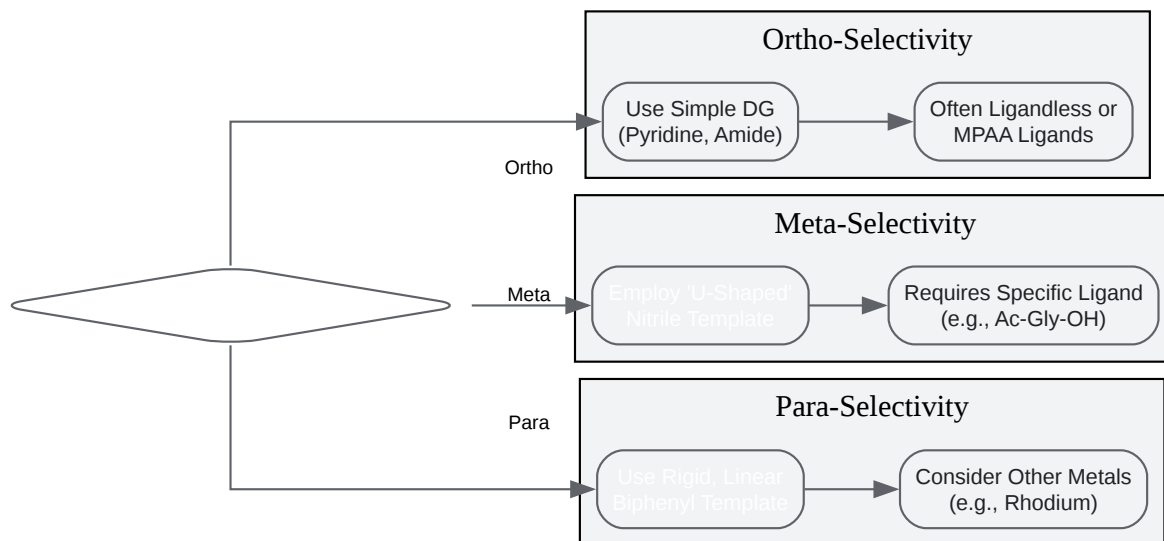 Ortho-Selectivity
Use Simple DG
(Pyridine, Amide)
Often Ligandless or
MPAA Ligands
Ortho
Meta-Selectivity
Meta
Employ 'U-Shaped'
Nitrile Template
Requires Specific Ligand
(e.g., Ac-Gly-OH)
Para-Selectivity
Para
Use Rigid, Linear
Biphenyl Template
Consider Other Metals
(e.g., Rhodium)